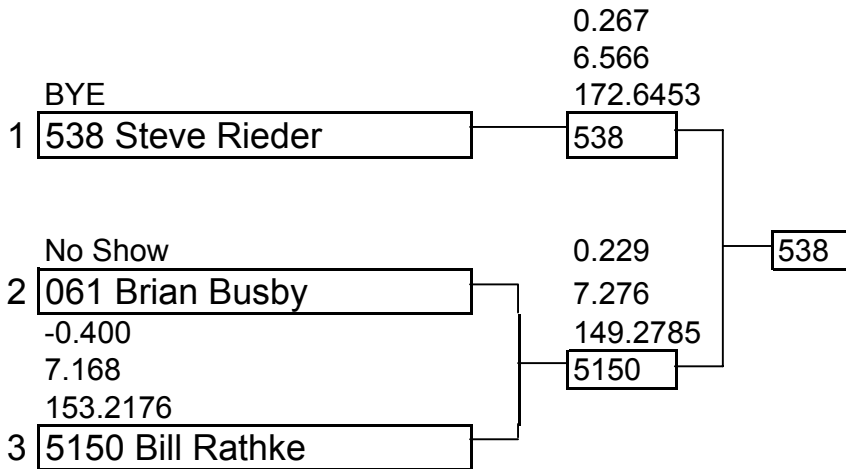 0.267
6.566
BYE 172.6453
1 538 Steve Rieder 538
No Show 0.229 538
2 061 Brian Busby 7.276
-0.400 149.2785
7.168 5150
153.2176
3 5150 Bill Rathke